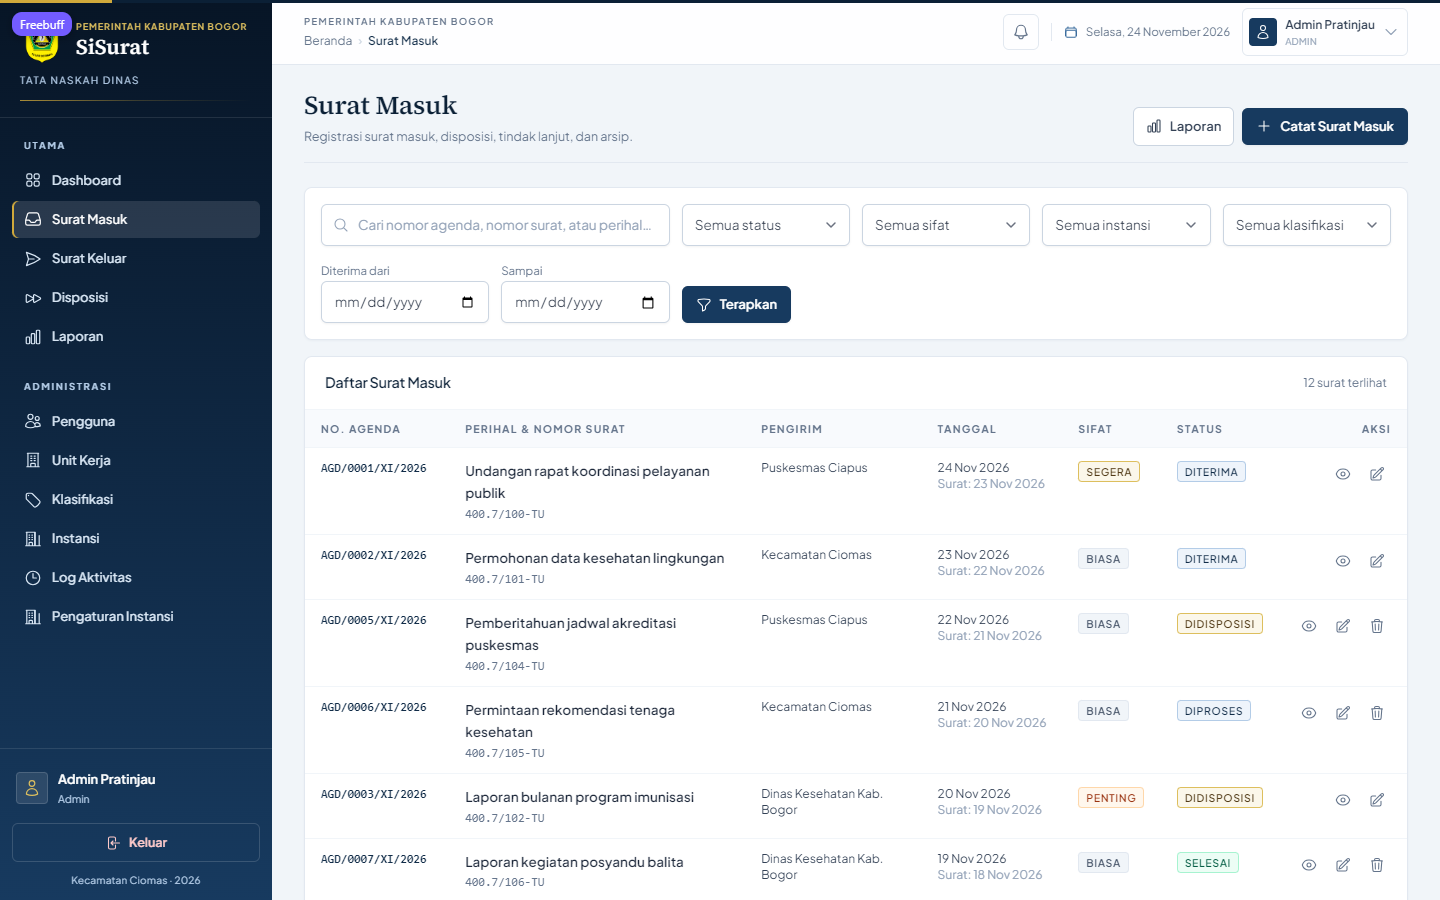 Freebuff
PEMERINTAH KABUPATEN BOGOR
SiSurat
TATA NASKAH DINAS
UTAMA
Dashboard
Surat Masuk
Surat Keluar
Disposisi
Laporan
ADMINISTRASI
Pengguna
Unit Kerja
Klasifikasi
Instansi
Log Aktivitas
Pengaturan Instansi
Admin Pratinjau
Admin
Keluar
Kecamatan Ciomas · 2026
PEMERINTAH KABUPATEN BOGOR
Beranda › Surat Masuk
Selasa, 24 November 2026
Admin Pratinjau
ADMIN
Surat Masuk
Registrasi surat masuk, disposisi, tindak lanjut, dan arsip.
Laporan
Catat Surat Masuk
Cari nomor agenda, nomor surat, atau perihal...
Semua status
Semua sifat
Semua instansi
Semua klasifikasi
Diterima dari
Sampai
mm/dd/yyyy
mm/dd/yyyy
Terapkan
Daftar Surat Masuk
12 surat terlihat
NO. AGENDA PERIHAL & NOMOR SURAT PENGIRIM TANGGAL SIFAT STATUS AKSI
AGD/0001/XI/2026 Undangan rapat koordinasi pelayanan Puskesmas Ciapus 24 Nov 2026 SEGERA DITERIMA
publik Surat: 23 Nov 2026
400.7/100-TU
AGD/0002/XI/2026 Permohonan data kesehatan lingkungan Kecamatan Ciomas 23 Nov 2026 BIASA DITERIMA
400.7/101-TU Surat: 22 Nov 2026
AGD/0005/XI/2026 Pemberitahuan jadwal akreditasi Puskesmas Ciapus 22 Nov 2026 BIASA DIDISPOSISI
puskesmas Surat: 21 Nov 2026
400.7/104-TU
AGD/0006/XI/2026 Permintaan rekomendasi tenaga Kecamatan Ciomas 21 Nov 2026 BIASA DIPROSES
kesehatan Surat: 20 Nov 2026
400.7/105-TU
AGD/0003/XI/2026 Laporan bulanan program imunisasi Dinas Kesehatan Kab. 20 Nov 2026 PENTING DIDISPOSISI
400.7/102-TU Bogor Surat: 19 Nov 2026
AGD/0007/XI/2026 Laporan kegiatan posyandu balita Dinas Kesehatan Kab. 19 Nov 2026 BIASA SELESAI
400.7/106-TU Bogor Surat: 18 Nov 2026